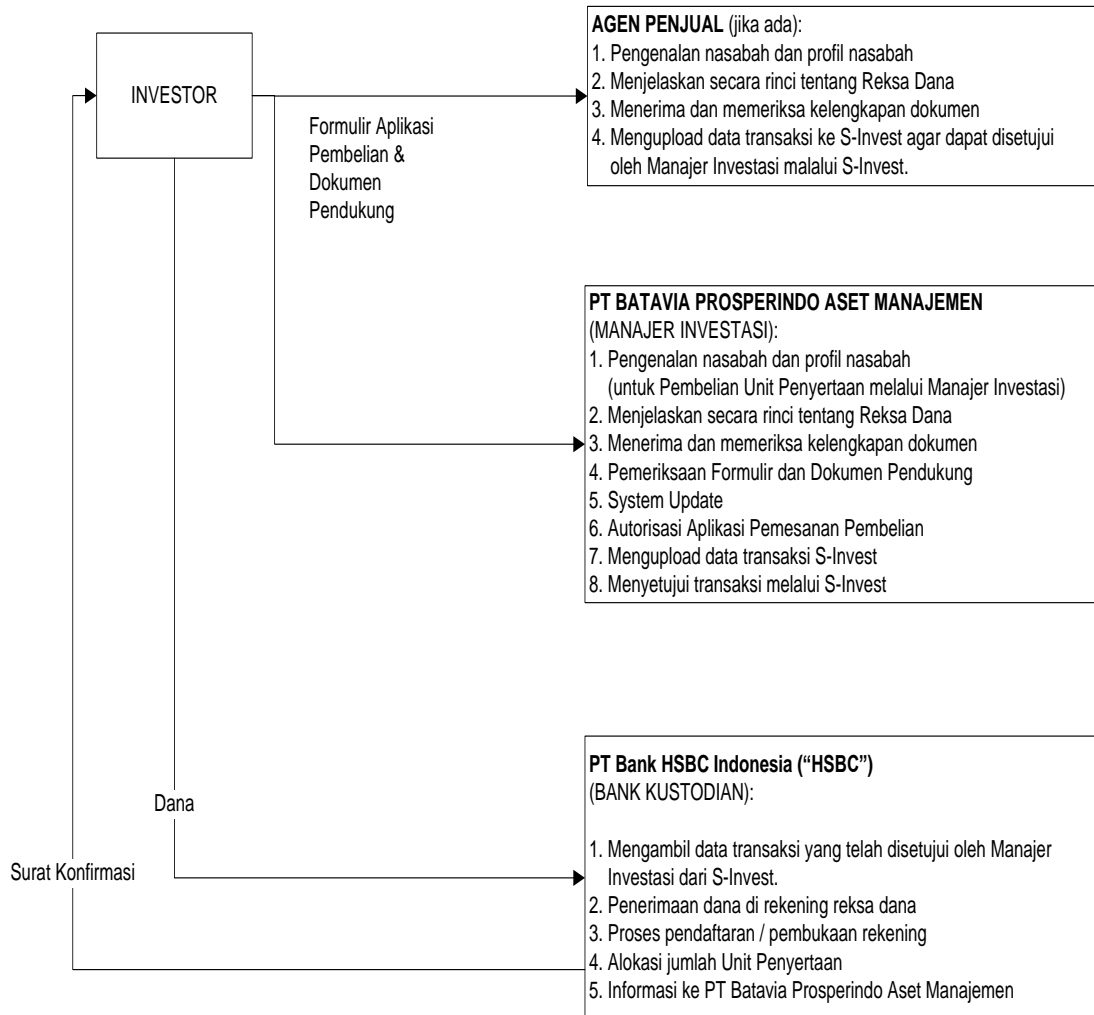 INVESTOR
Formulir Aplikasi
Pembelian &
Dokumen
Pendukung
AGEN PENJUAL (jika ada):
1. Pengenalan nasabah dan profil nasabah
2. Menjelaskan secara rinci tentang Reksa Dana
3. Menerima dan memeriksa kelengkapan dokumen
4. Mengupload data transaksi ke S-Invest agar dapat disetujui
oleh Manajer Investasi malalui S-Invest.
PT BATAVIA PROSPERINDO ASET MANAJEMEN
(MANAJER INVESTASI):
1. Pengenalan nasabah dan profil nasabah
(untuk Pembelian Unit Penyertaan melalui Manajer Investasi)
2. Menjelaskan secara rinci tentang Reksa Dana
3. Menerima dan memeriksa kelengkapan dokumen
4. Pemeriksaan Formulir dan Dokumen Pendukung
5. System Update
6. Autorisasi Aplikasi Pemesanan Pembelian
7. Mengupload data transaksi S-Invest
8. Menyetujui transaksi melalui S-Invest
Dana
Surat Konfirmasi
PT Bank HSBC Indonesia (“HSBC”)
(BANK KUSTODIAN):
1. Mengambil data transaksi yang telah disetujui oleh Manajer
Investasi dari S-Invest.
2. Penerimaan dana di rekening reksa dana
3. Proses pendaftaran / pembukaan rekening
4. Alokasi jumlah Unit Penyertaan
5. Informasi ke PT Batavia Prosperindo Aset Manajemen